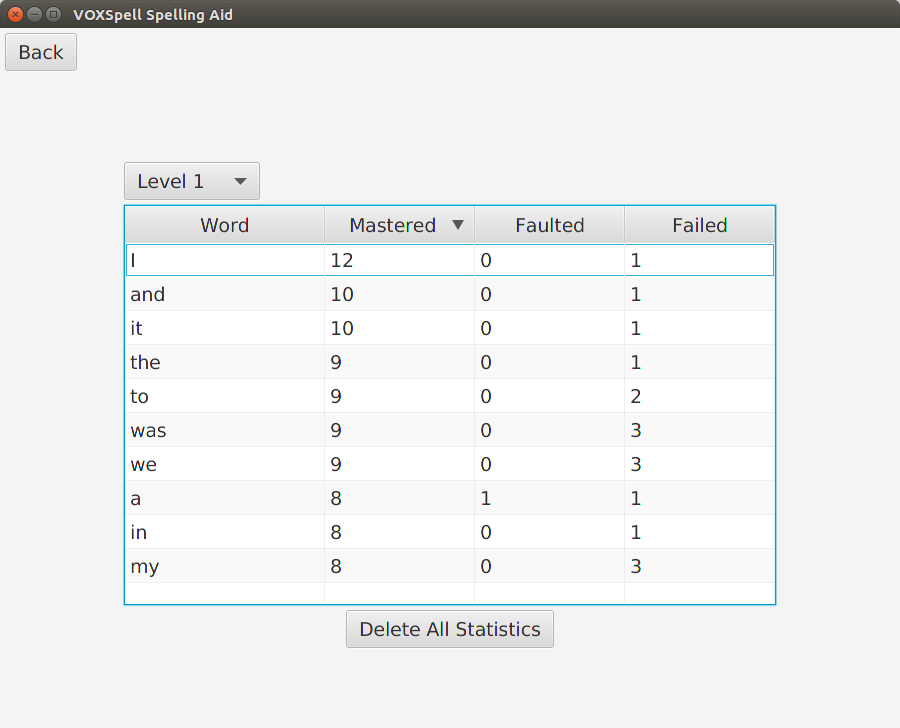 VOXSpell Spelling Aid
Back
Level 1
Word Mastered Faulted Failed
I 12 0 1
and 10 0 1
it 10 0 1
the 9 0 1
to 9 0 2
was 9 0 3
we 9 0 3
a 8 1 1
in 8 0 1
my 8 0 3
Delete All Statistics